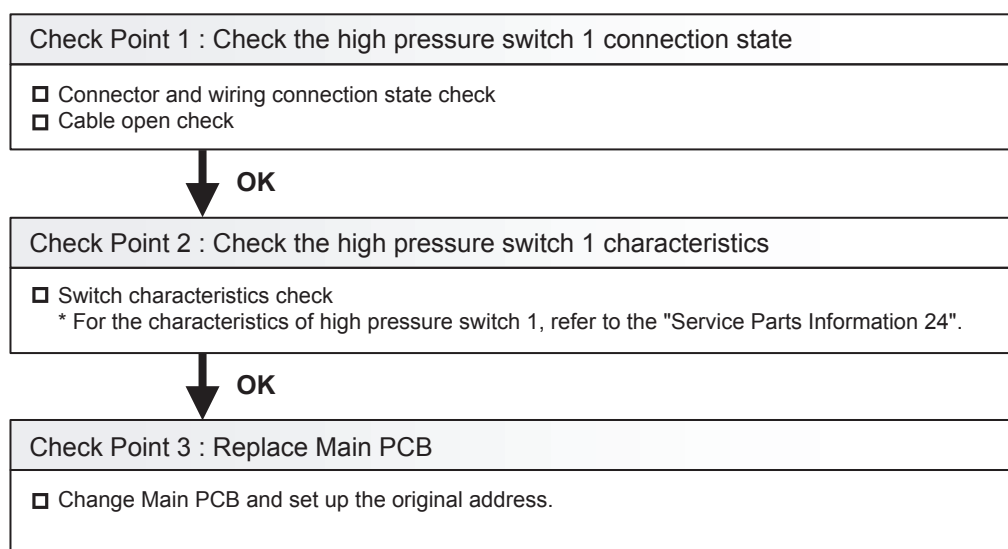 Check Point 1 : Check the high pressure switch 1 connection state
Connector and wiring connection state check
Cable open check
OK
Check Point 2 : Check the high pressure switch 1 characteristics
Switch characteristics check
* For the characteristics of high pressure switch 1, refer to the "Service Parts Information 24".
OK
Check Point 3 : Replace Main PCB
Change Main PCB and set up the original address.